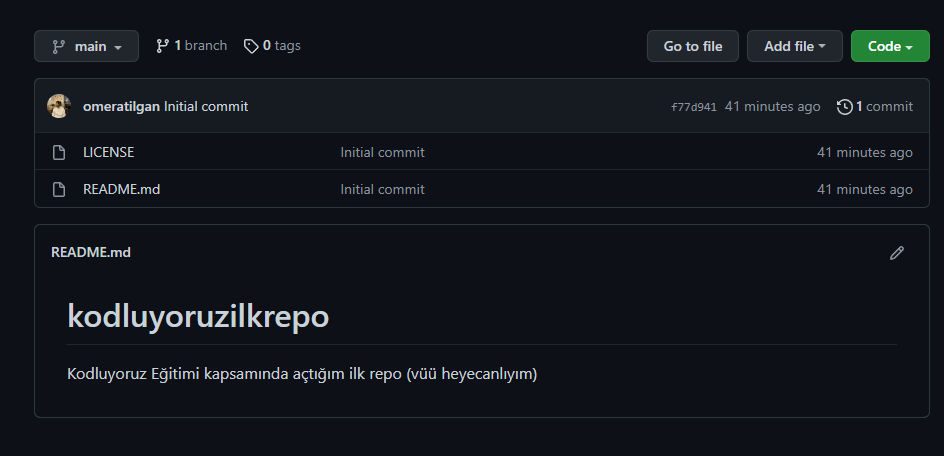 main 1 branch 0 tags Go to file Add file Code
omeratilgan Initial commit f77d941 41 minutes ago 1 commit
LICENSE Initial commit 41 minutes ago
README.md Initial commit 41 minutes ago
README.md
kodluyoruzilkrepo
Kodluyoruz Eğitimi kapsamında açtığım ilk repo (vüü heyecanlıyım)